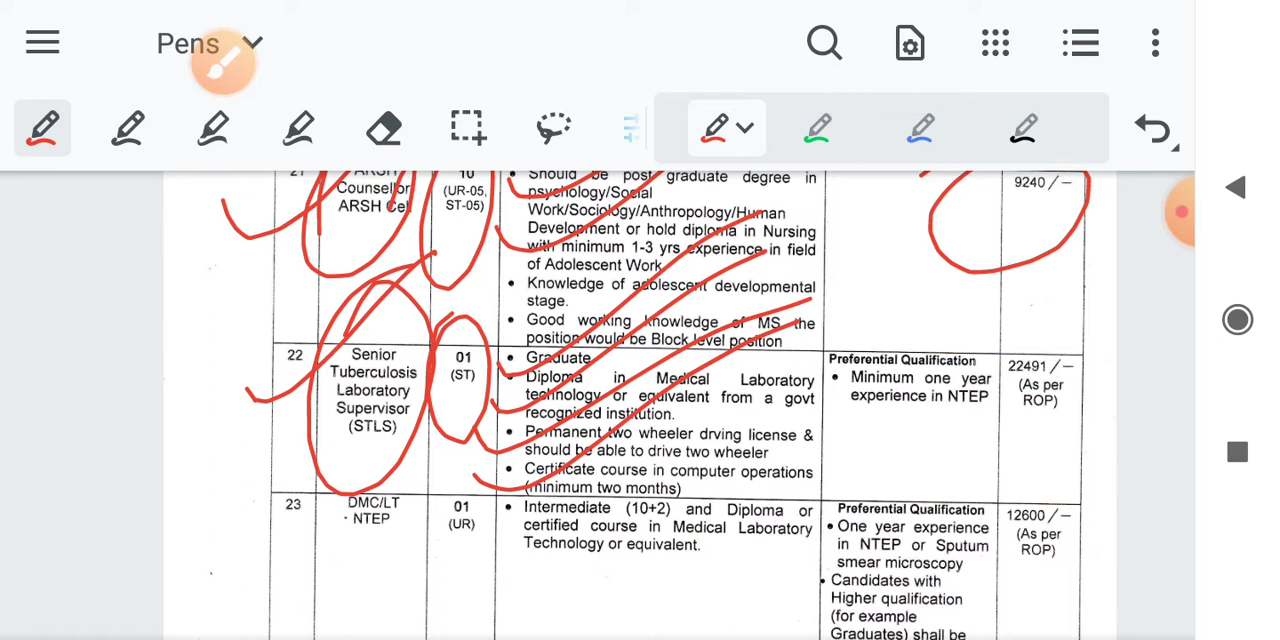 Pens
21 ARSH 10 • Should be post graduate degree in 9240/–
Counsellor (UR-05, psychology/Social
ARSH Cell ST-05) Work/Sociology/Anthropology/Human
Development or hold diploma in Nursing
with minimum 1-3 yrs experience in field
of Adolescent Work
• Knowledge of adolescent developmental
stage.
• Good working knowledge of MS the
position would be Block level position
22 Senior 01 • Graduate Preferential Qualification 22491/–
Tuberculosis (ST) • Diploma in Medical Laboratory • Minimum one year (As per
Laboratory technology or equivalent from a govt experience in NTEP ROP)
Supervisor recognized institution.
(STLS) • Permanent two wheeler drving license &
should be able to drive two wheeler
• Certificate course in computer operations
(minimum two months)
23 DMC/LT 01 • Intermediate (10+2) and Diploma or Preferential Qualification 12600/–
NTEP (UR) certified course in Medical Laboratory • One year experience (As per
Technology or equivalent. in NTEP or Sputum ROP)
smear microscopy
• Candidates with
Higher qualification
(for example
Graduates) shall be